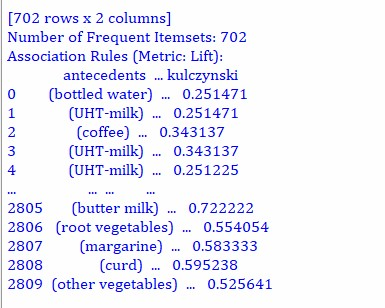 [702 rows x 2 columns]
Number of Frequent Itemsets: 702
Association Rules (Metric: Lift):
antecedents ... kulczynski
0 (bottled water) ... 0.251471
1 (UHT-milk) ... 0.251471
2 (coffee) ... 0.343137
3 (UHT-milk) ... 0.343137
4 (UHT-milk) ... 0.251225
... ... ... ...
2805 (butter milk) ... 0.722222
2806 (root vegetables) ... 0.554054
2807 (margarine) ... 0.583333
2808 (curd) ... 0.595238
2809 (other vegetables) ... 0.525641